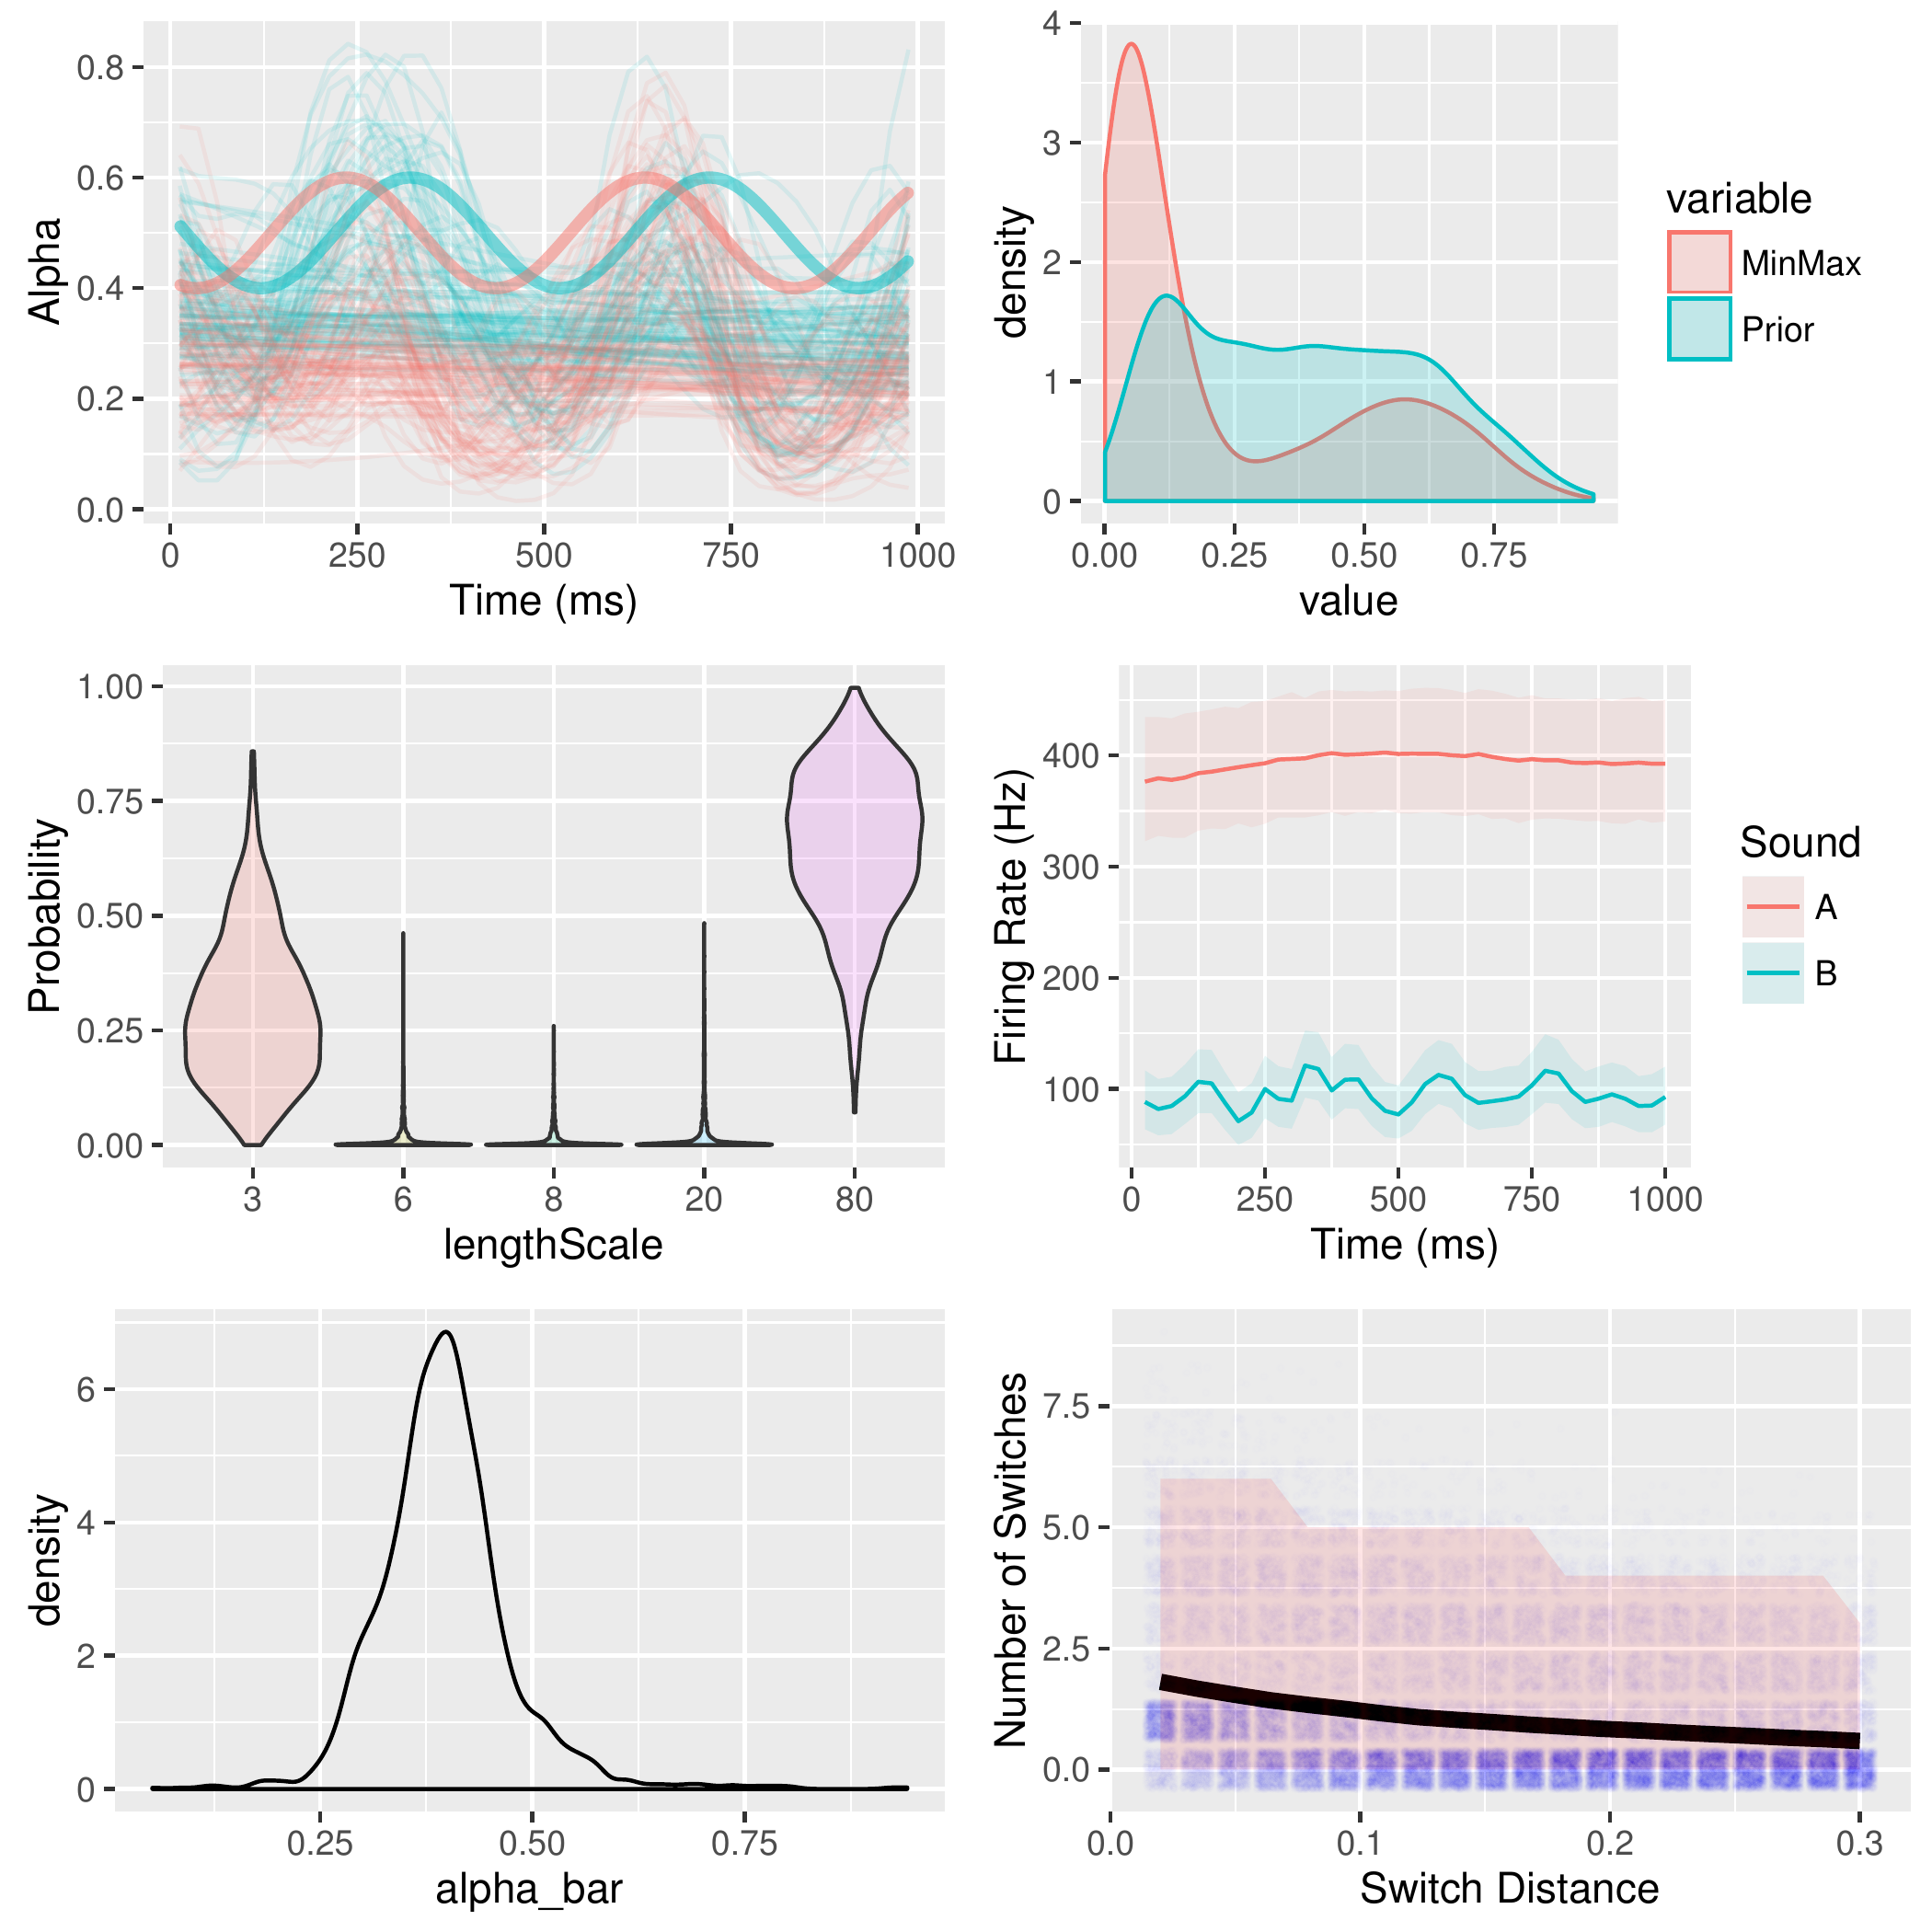 Alpha
0.8
0.6
0.4
0.2
0.0
0 250 500 750 1000
Time (ms)
density
4
3
2
1
0
0.00 0.25 0.50 0.75
value
variable
MinMax
Prior
Probability
1.00
0.75
0.50
0.25
0.00
3 6 8 20 80
lengthScale
Firing Rate (Hz)
400
300
200
100
0 250 500 750 1000
Time (ms)
Sound
A
B
density
6
4
2
0
0.25 0.50 0.75
alpha_bar
Number of Switches
7.5
5.0
2.5
0.0
0.0 0.1 0.2 0.3
Switch Distance